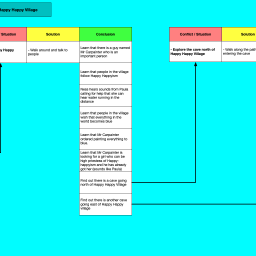 Happy Happy Village
Situation
Solution
Conclusion
Happy
- Walk around and talk to
people
Learn that there is a guy named
Mr Carpainter who is an
important person
Learn that people in the village
follow Happy Happyism
Ness hears sounds from Paula
calling for help that she can
hear water running in the
distance
Learn that people in the village
wish that everything in the
world becomes blue
Learn that Mr Carpainter
ordered painting everything to
blue.
Learn that Mr Carpainter is
looking for a girl who can be
high priestess of Happy-
happyism and he has already
got her (sounds like Paula)
Find out there is a cave going
north of Happy Happy Village
Find out there is another cave
going east of Happy Happy
Village
Conflict / Situation
Solution
- Explore the cave north of
Happy Happy Village
- Walk along the path
entering the cave